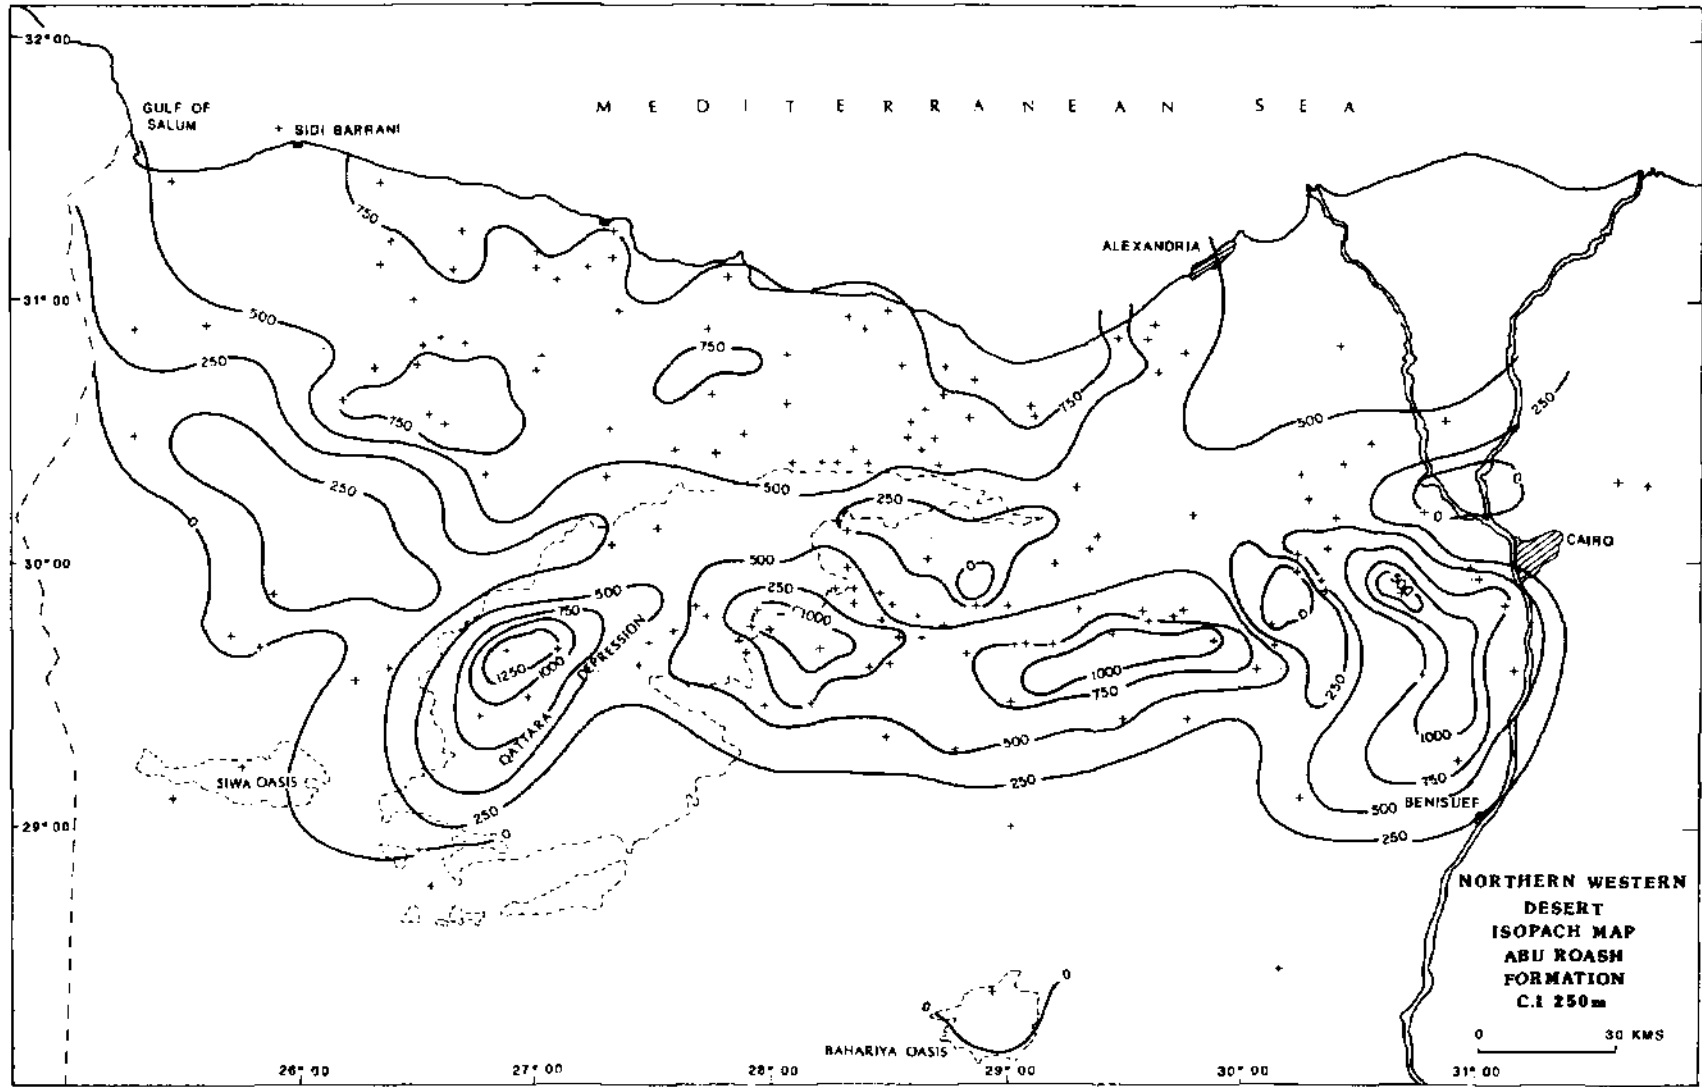 32° 00
GULF OF
SALUM
SIDI BARRANI
MEDITERRANEAN SEA
750
ALEXANDRIA
31° 00
500
250
750
750
750
500
250
250
500
250
0
0
0
0
CAIRO
30° 00
500
250
1000
500
750
500
0
1250
1000
DEPRESSION
QATTARA
1000
750
250
500
250
1000
750
500
BENISUEF
250
SIWA OASIS
250
0
29° 00
NORTHERN WESTERN
DESERT
ISOPACH MAP
ABU ROASH
FORMATION
C.I 250m
0 30 KMS
0
0
BAHARIYA OASIS
26° 00
27° 00
28° 00
29° 00
30° 00
31° 00